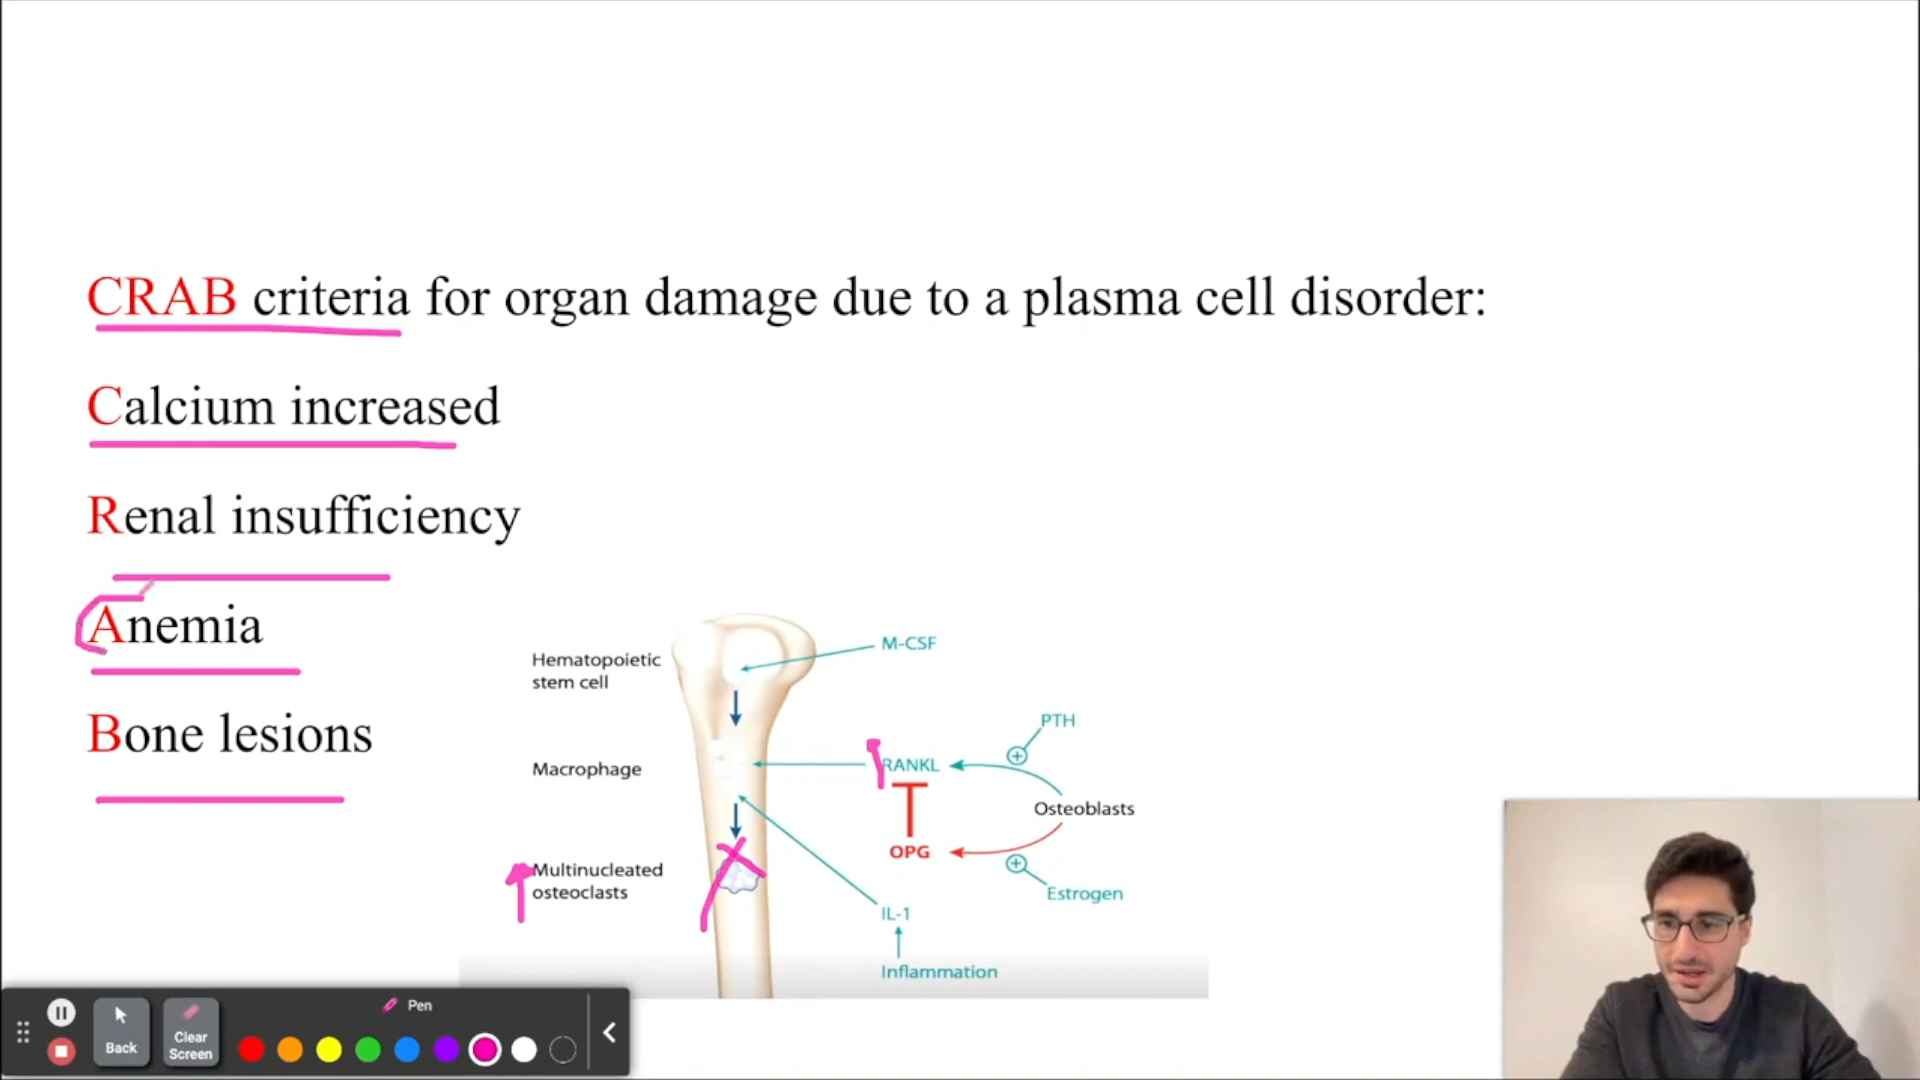 CRAB criteria for organ damage due to a plasma cell disorder:
Calcium increased
Renal insufficiency
Anemia
Bone lesions
Hematopoietic
stem cell
M-CSF
PTH
Macrophage
RANKL
Osteoblasts
OPG
Multinucleated
osteoclasts
Estrogen
IL-1
Inflammation
Pen
Back
Clear
Screen